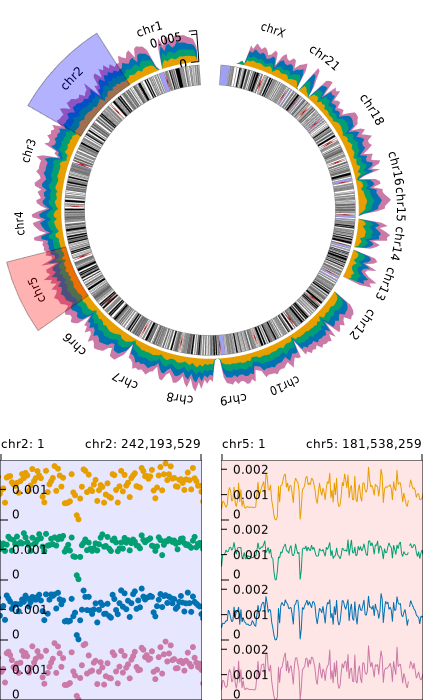 chr1
0.005
0
chrX
chr21
chr18
chr16
chr15
chr14
chr13
chr12
chr10
chr9
chr8
chr7
chr6
chr5
chr4
chr3
chr2
chr2: 1 chr2: 242,193,529
chr5: 1 chr5: 181,538,259
0.001
0
0.001
0
0.001
0
0.001
0
0.002
0.001
0
0.002
0.001
0
0.002
0.001
0
0.002
0.001
0